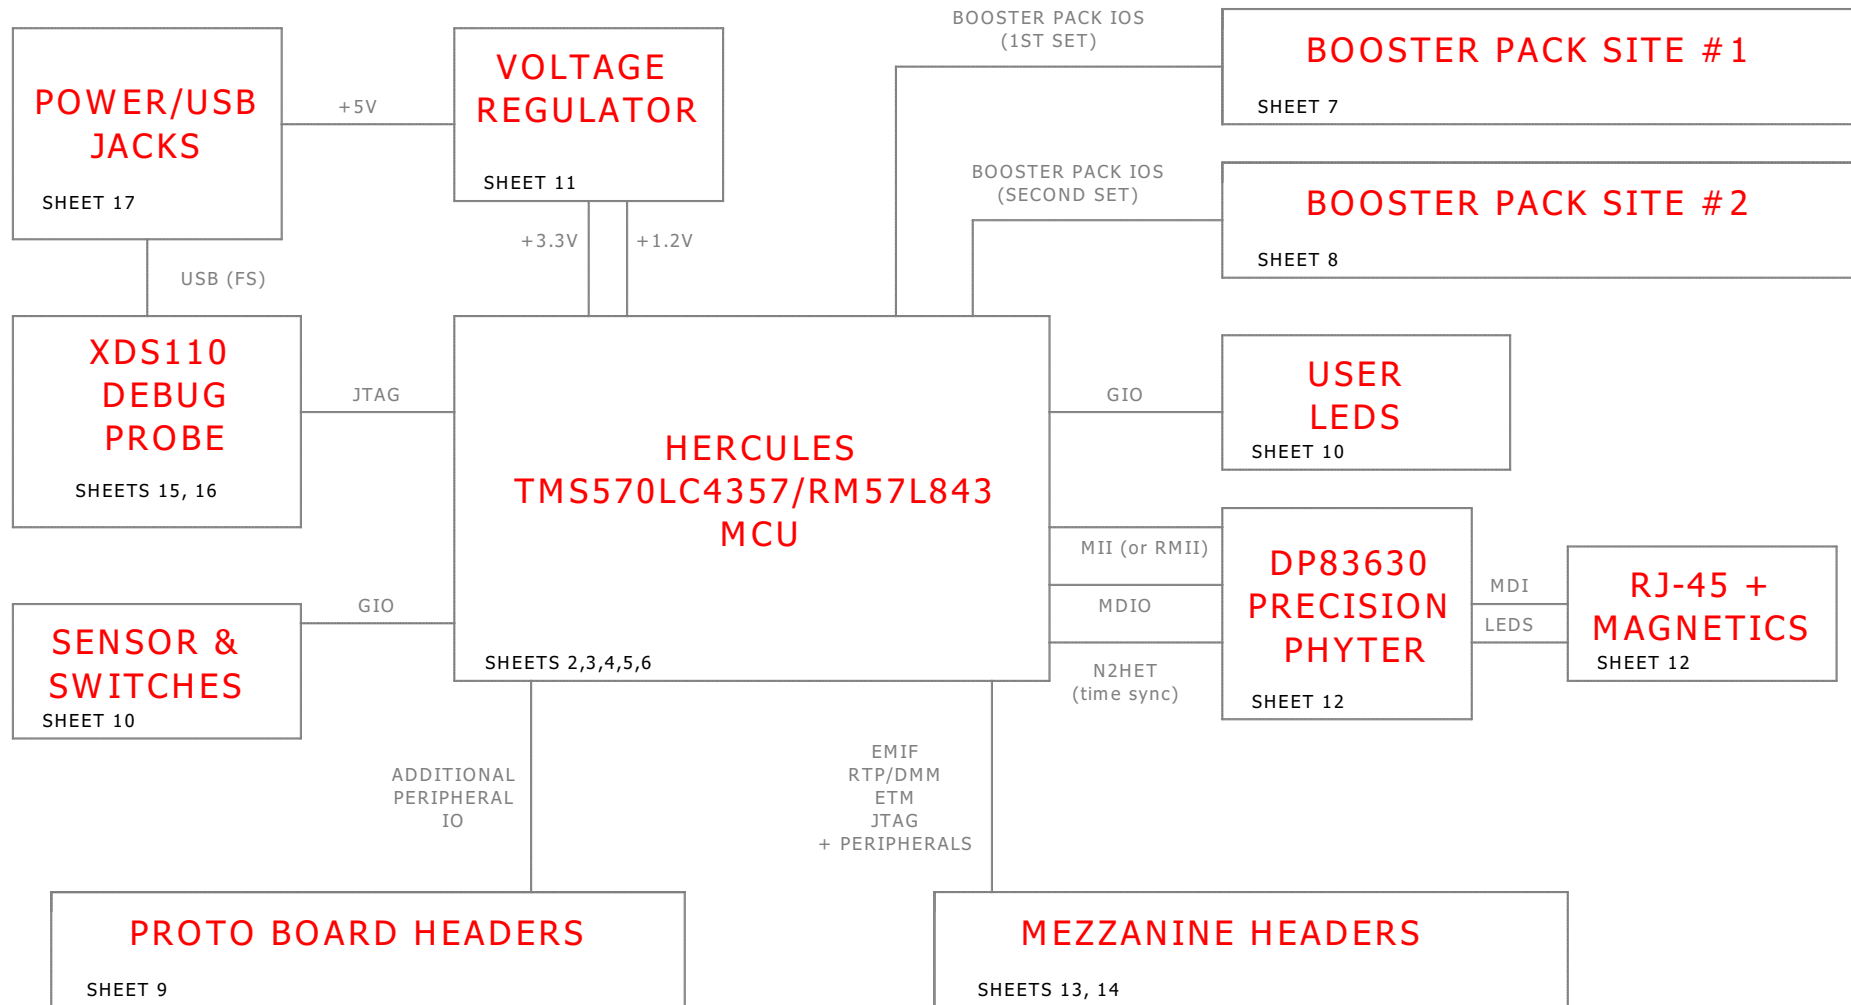 BOOSTER PACK IOS
(1ST SET)
BOOSTER PACK SITE #1
SHEET 7
POWER/USB
JACKS
SHEET 17
+5V
VOLTAGE
REGULATOR
SHEET 11
BOOSTER PACK IOS
(SECOND SET)
BOOSTER PACK SITE #2
SHEET 8
+3.3V
+1.2V
USB (FS)
XDS110
DEBUG
PROBE
SHEETS 15, 16
JTAG
HERCULES
TMS570LC4357/RM57L843
MCU
SHEETS 2,3,4,5,6
GIO
USER
LEDS
SHEET 10
MII (or RMII)
MDIO
N2HET
(time sync)
DP83630
PRECISION
PHYTER
SHEET 12
MDI
LEDS
RJ-45 +
MAGNETICS
SHEET 12
GIO
SENSOR &
SWITCHES
SHEET 10
ADDITIONAL
PERIPHERAL
IO
EMIF
RTP/DMM
ETM
JTAG
+ PERIPHERALS
PROTO BOARD HEADERS
SHEET 9
MEZZANINE HEADERS
SHEETS 13, 14